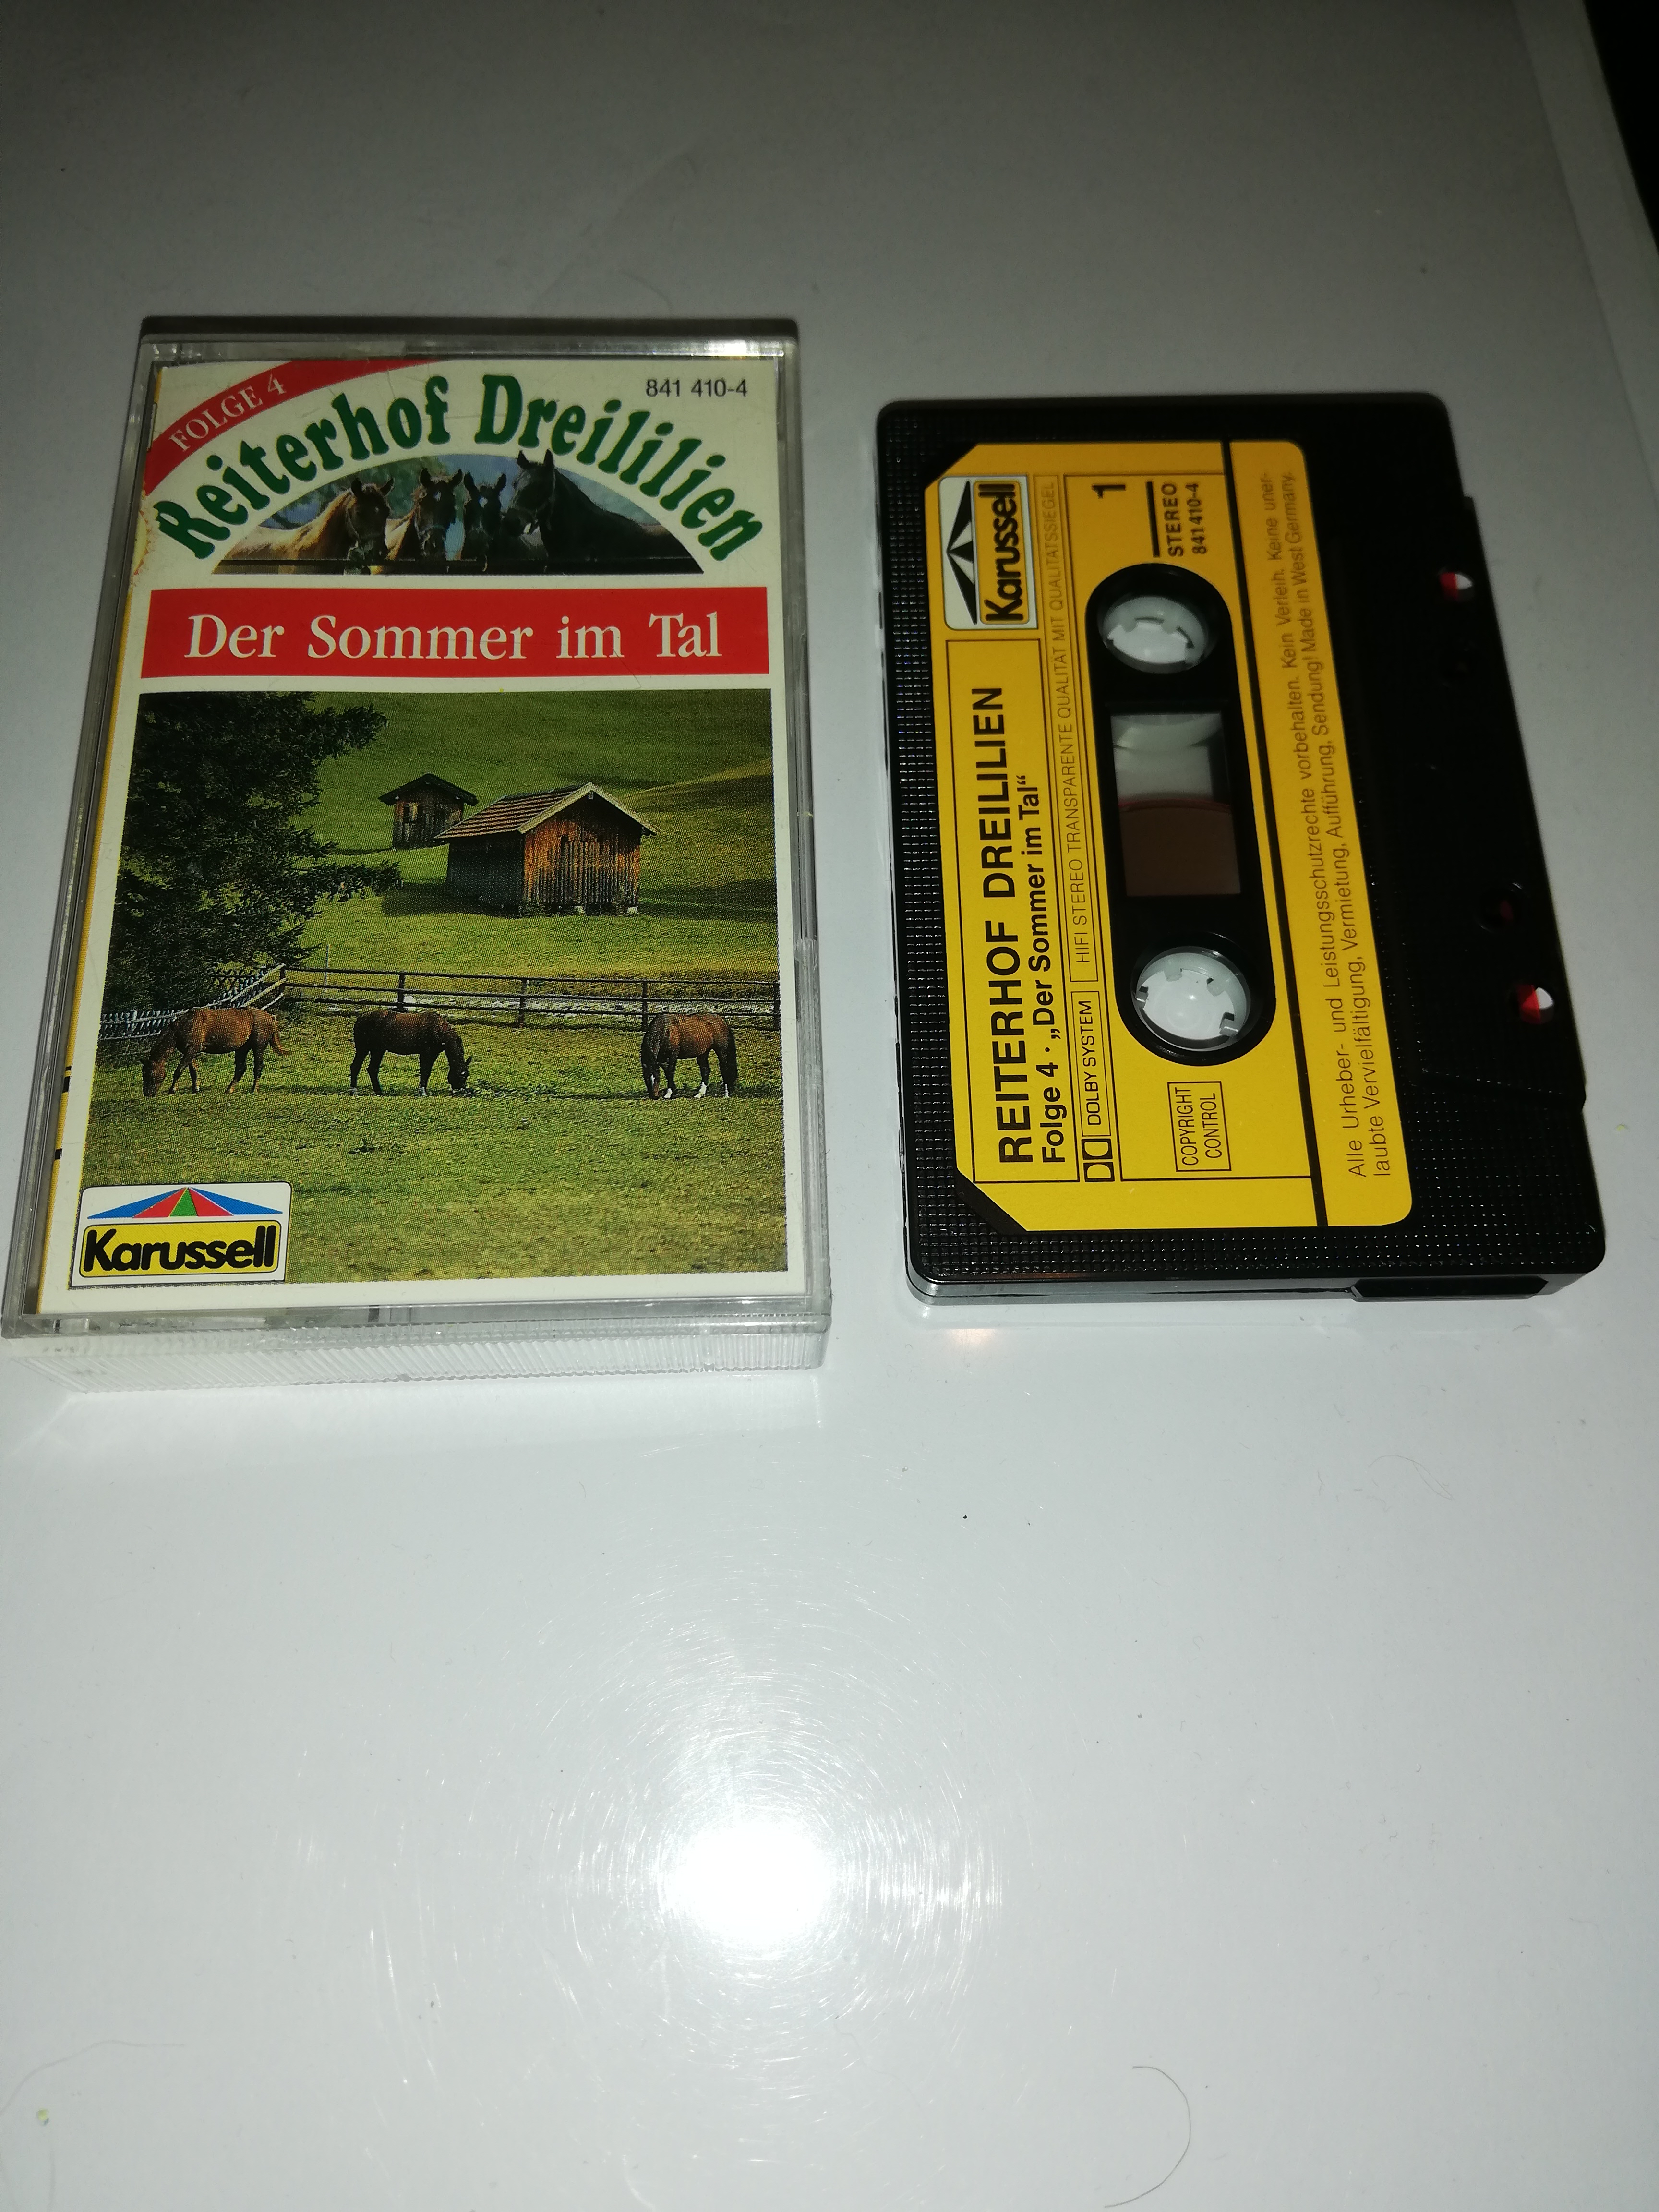 FOLGE 4
841 410-4
Reiterhof Dreililien
Der Sommer im Tal
Karussell
Karussell
REITERHOF DREILILIEN
Folge 4 · „Der Sommer im Tal“
DOLBY SYSTEM
HIFI STEREO TRANSPARENTE QUALITÄT MIT QUALITÄTSSIEGEL
1
STEREO
841 410-4
COPYRIGHT
CONTROL
Alle Urheber- und Leistungsschutzrechte vorbehalten. Kein Verleih. Keine uner-
laubte Vervielfältigung, Vermietung, Aufführung, Sendung! Made in West Germany.